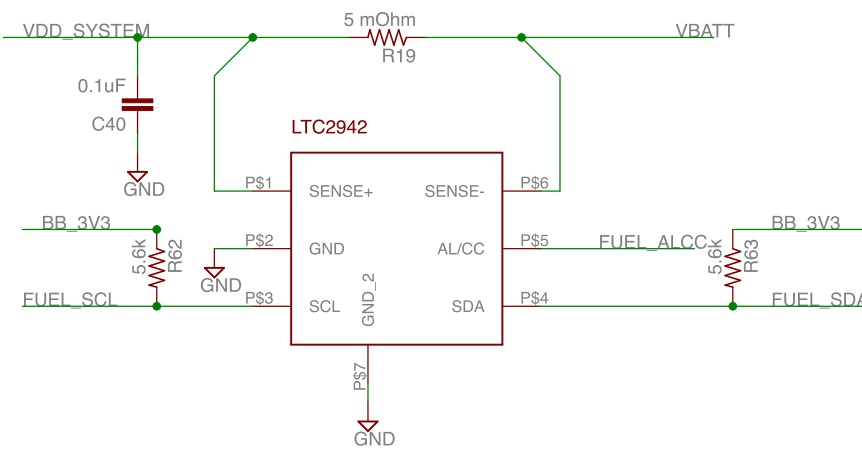 5 mOhm
VDD_SYSTEM
VBATT
R19
0.1uF
C40
LTC2942
GND
P$1
SENSE+
SENSE-
P$6
BB_3V3
BB_3V3
5.6k
R62
P$2
GND
AL/CC
P$5
FUEL_ALCC
5.6k
R63
GND
GND_2
FUEL_SCL
P$3
SCL
SDA
P$4
FUEL_SDA
P$7
GND